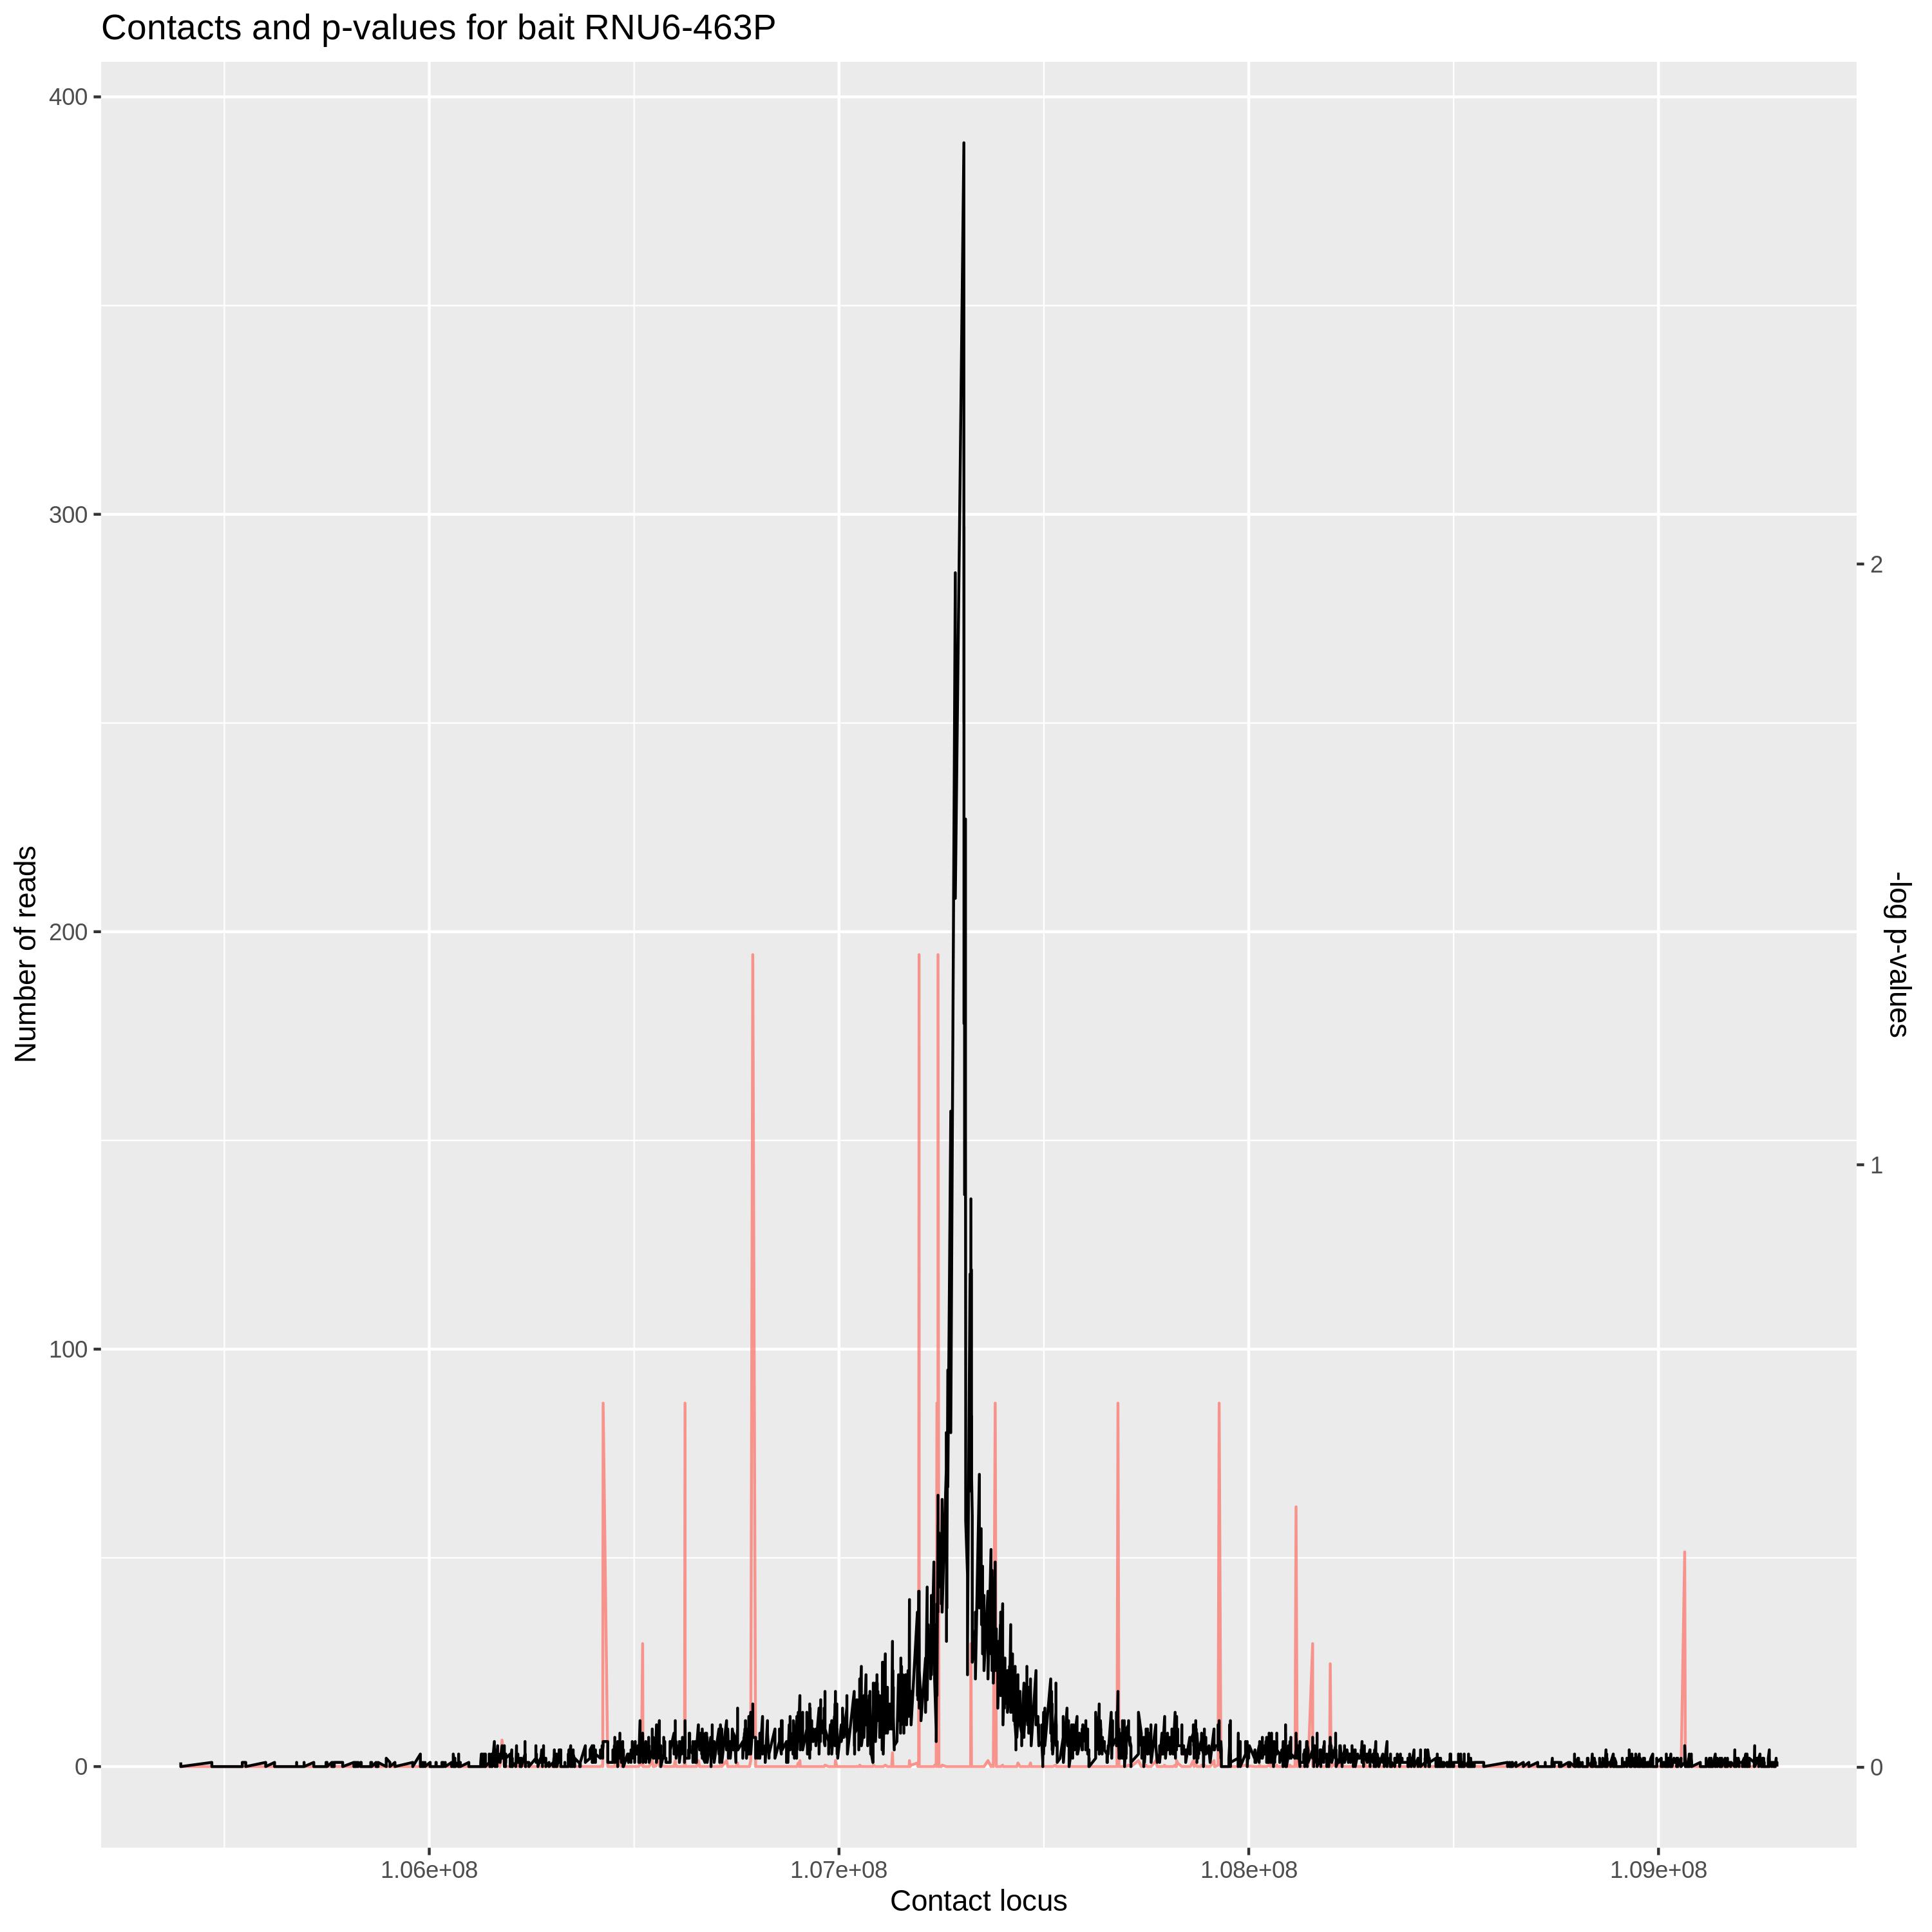 Contacts and p-values for bait RNU6-463P
400
300
200
100
0
Number of reads
2
1
0
-log p-values
1.06e+08
1.07e+08
1.08e+08
1.09e+08
Contact locus